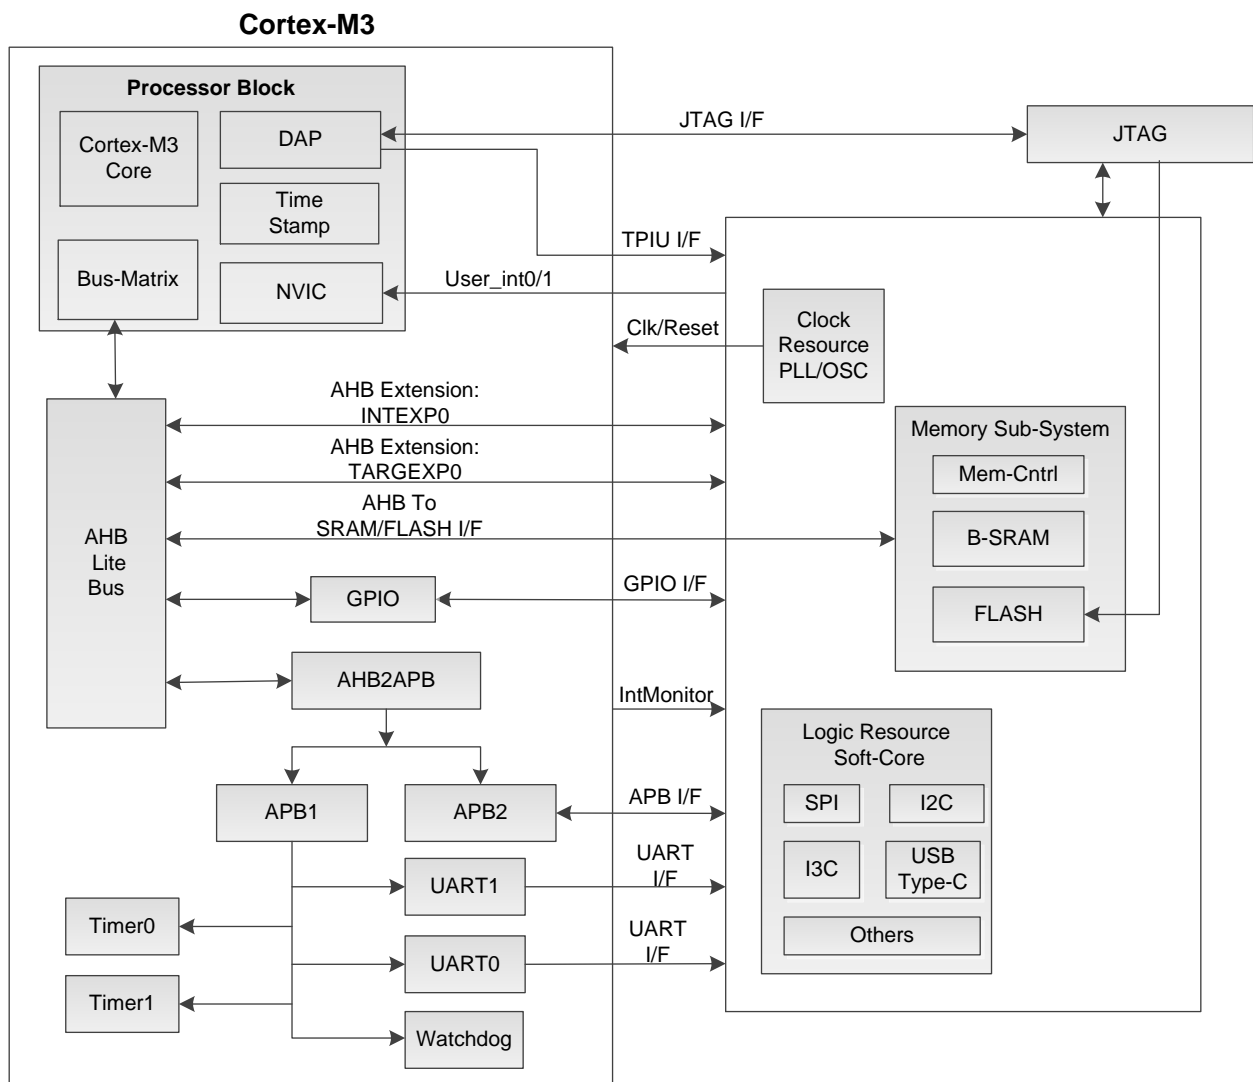 Cortex-M3
Processor Block
Cortex-M3
Core
DAP
Time
Stamp
Bus-Matrix
NVIC
JTAG I/F
JTAG
TPIU I/F
User_int0/1
Clk/Reset
Clock
Resource
PLL/OSC
AHB Extension:
INTEXP0
AHB Extension:
TARGEXP0
AHB To
SRAM/FLASH I/F
AHB
Lite
Bus
Memory Sub-System
Mem-Cntrl
B-SRAM
FLASH
GPIO
GPIO I/F
AHB2APB
IntMonitor
Logic Resource
Soft-Core
SPI
I2C
I3C
USB
Type-C
Others
APB1
APB2
APB I/F
UART1
UART
I/F
Timer0
UART0
UART
I/F
Timer1
Watchdog